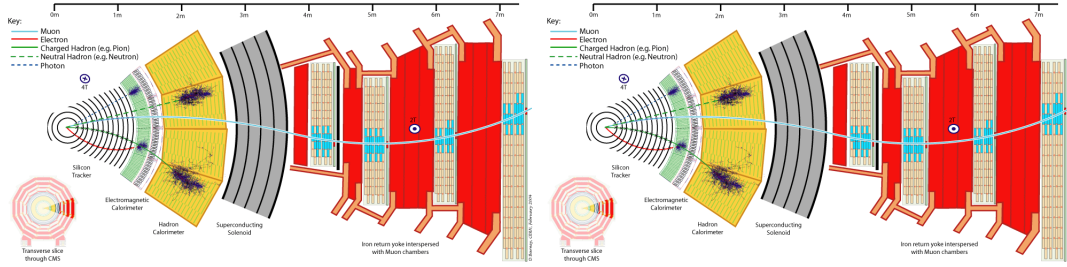 0m 1m 2m 3m 4m 5m 6m 7m
Key:
Muon
Electron
Charged Hadron (e.g. Pion)
Neutral Hadron (e.g. Neutron)
Photon
4T
2T
Silicon
Tracker
Electromagnetic
Calorimeter
Hadron
Calorimeter
Superconducting
Solenoid
Iron return yoke interspersed
with Muon chambers
Transverse slice
through CMS
D Barney, CERN, February 2004
0m 1m 2m 3m 4m 5m 6m 7m
Key:
Muon
Electron
Charged Hadron (e.g. Pion)
Neutral Hadron (e.g. Neutron)
Photon
4T
2T
Silicon
Tracker
Electromagnetic
Calorimeter
Hadron
Calorimeter
Superconducting
Solenoid
Iron return yoke interspersed
with Muon chambers
Transverse slice
through CMS